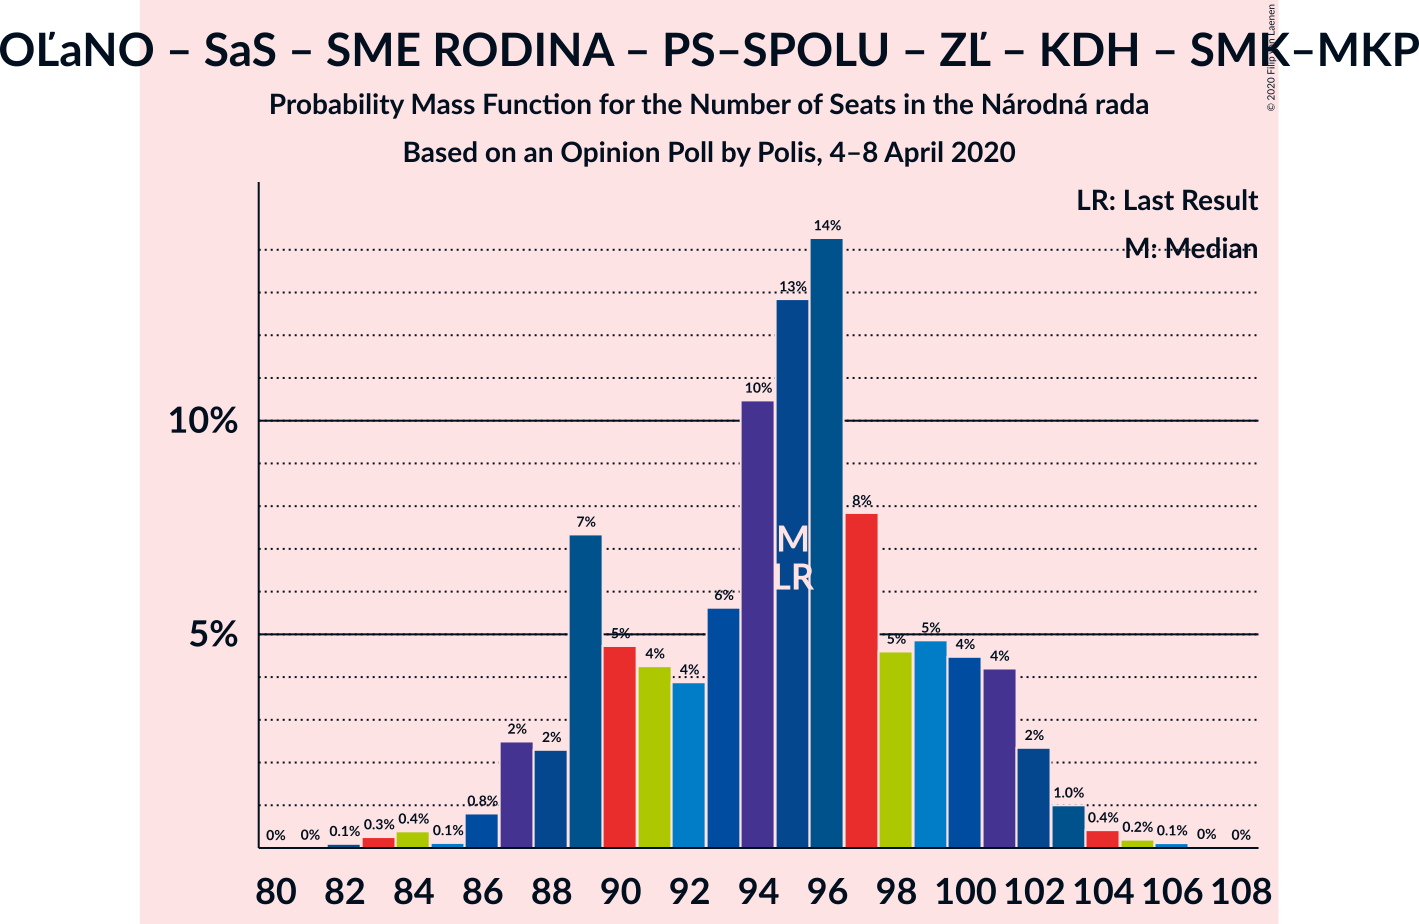 OĽaNO – SaS – SME RODINA – PS–SPOLU – ZĽ – KDH – SMK–MKP
Probability Mass Function for the Number of Seats in the Národná rada
Based on an Opinion Poll by Polis, 4–8 April 2020
© 2020 Filip van Laenen
LR: Last Result
M: Median
10%
5%
0% 0% 0.1% 0.3% 0.4% 0.1% 0.8% 2% 2% 7% 5% 4% 4% 6% 10% 13% 14% 8% 5% 5% 4% 4% 2% 1.0% 0.4% 0.2% 0.1% 0% 0%
M
LR
80 82 84 86 88 90 92 94 96 98 100 102 104 106 108